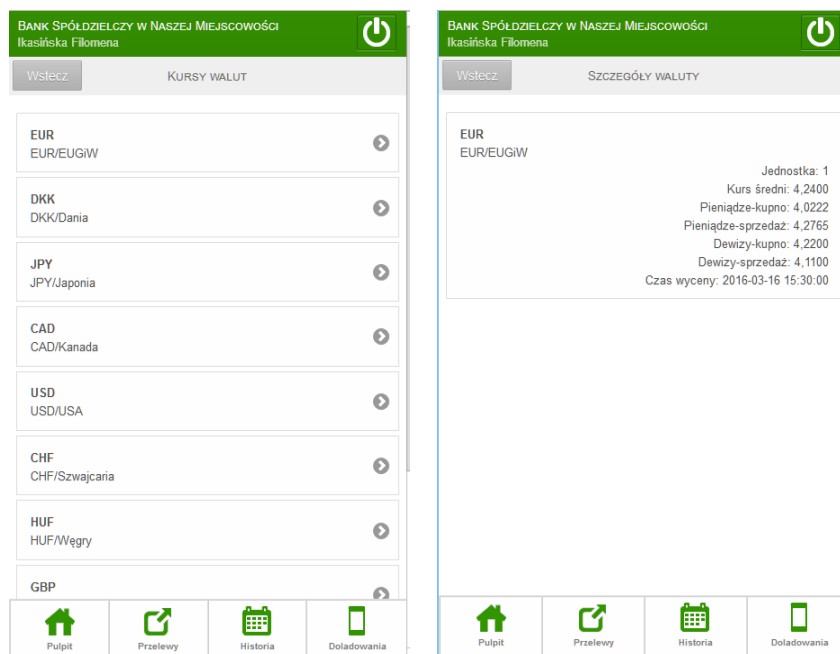 Bank Spółdzielczy w Naszej Miejscowości
Ikasińska Filomena
Wstecz
Kursy walut
EUR
EUR/EUGiW
DKK
DKK/Dania
JPY
JPY/Japonia
CAD
CAD/Kanada
USD
USD/USA
CHF
CHF/Szwajcaria
HUF
HUF/Węgry
GBP
Pulpit
Przelewy
Historia
Doladowania
Bank Spółdzielczy w Naszej Miejscowości
Ikasińska Filomena
Wstecz
Szczegóły waluty
EUR
EUR/EUGiW
Jednostka: 1
Kurs średni: 4,2400
Pieniądze-kupno: 4,0222
Pieniądze-sprzedaż: 4,2765
Dewizy-kupno: 4,2200
Dewizy-sprzedaż: 4,1100
Czas wyceny: 2016-03-16 15:30:00
Pulpit
Przelewy
Historia
Doladowania